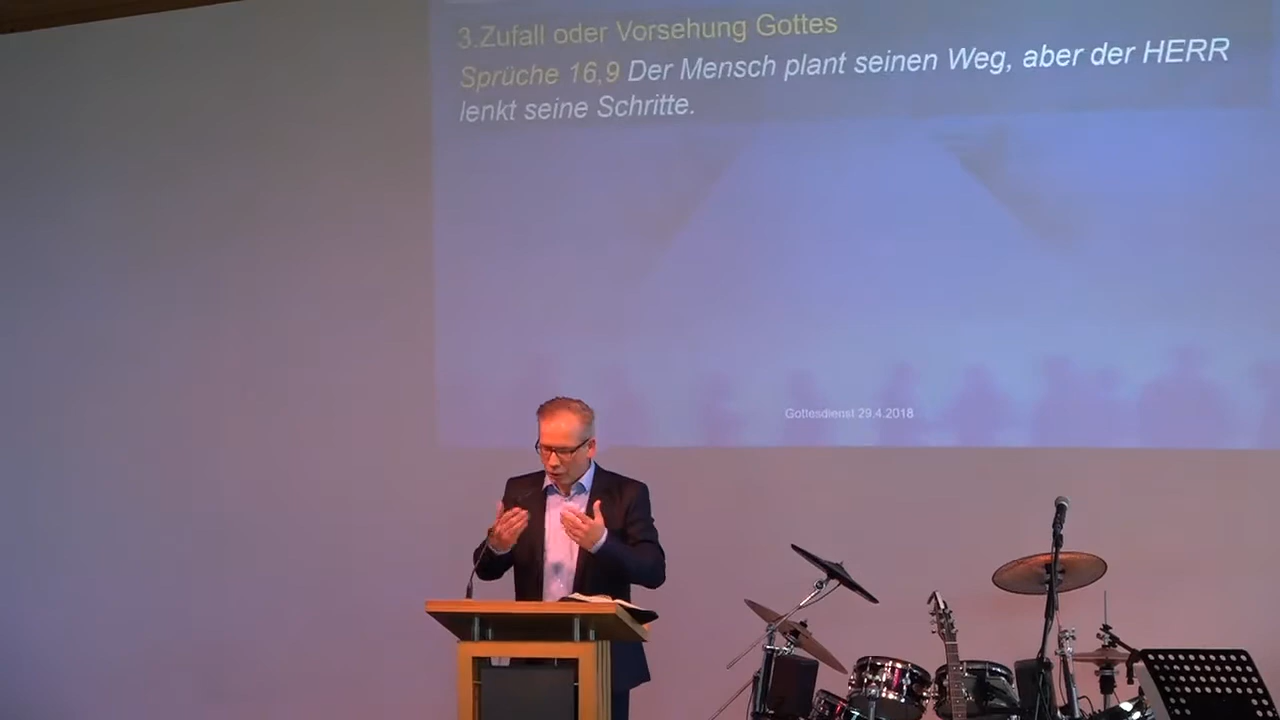 3.Zufall oder Vorsehung Gottes
Sprüche 16,9 Der Mensch plant seinen Weg, aber der HERR
lenkt seine Schritte.
Gottesdienst 29.4.2018